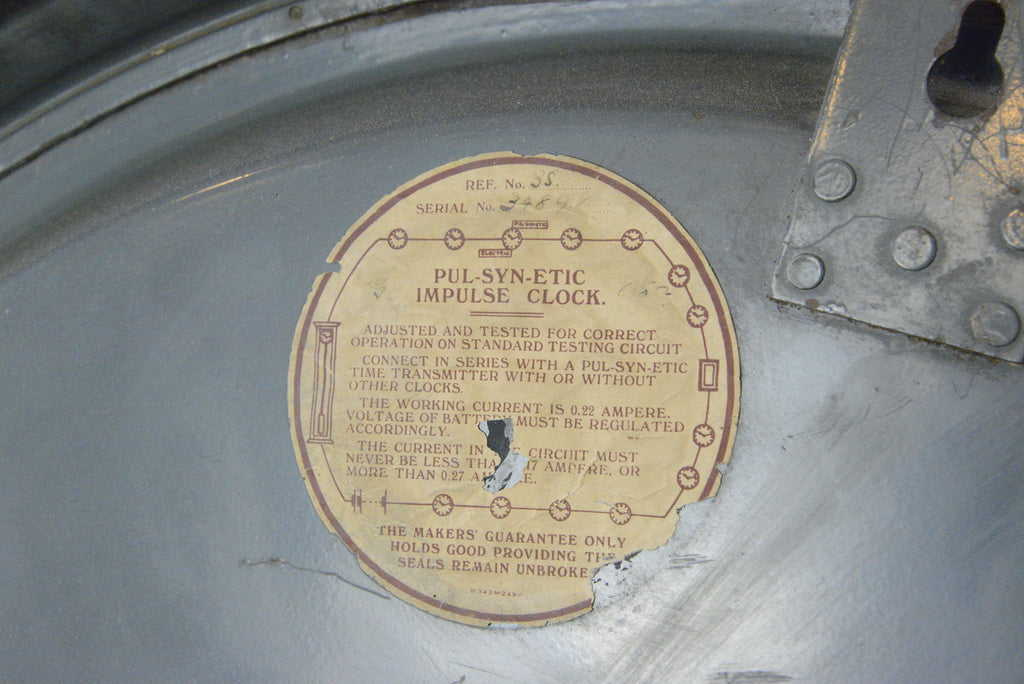 REF. No. 3S.
SERIAL No. 3489
PUL-SYN-ETIC
ELECTRIC
PUL-SYN-ETIC
IMPULSE CLOCK.
ADJUSTED AND TESTED FOR CORRECT
OPERATION ON STANDARD TESTING CIRCUIT
CONNECT IN SERIES WITH A PUL-SYN-ETIC
TIME TRANSMITTER WITH OR WITHOUT
OTHER CLOCKS.
THE WORKING CURRENT IS 0.22 AMPERE.
VOLTAGE OF BATTERY MUST BE REGULATED
ACCORDINGLY.
THE CURRENT IN CIRCUIT MUST
NEVER BE LESS THA 17 AMPERE, OR
MORE THAN 0.27 AM E.
THE MAKERS' GUARANTEE ONLY
HOLDS GOOD PROVIDING THE
SEALS REMAIN UNBROKE